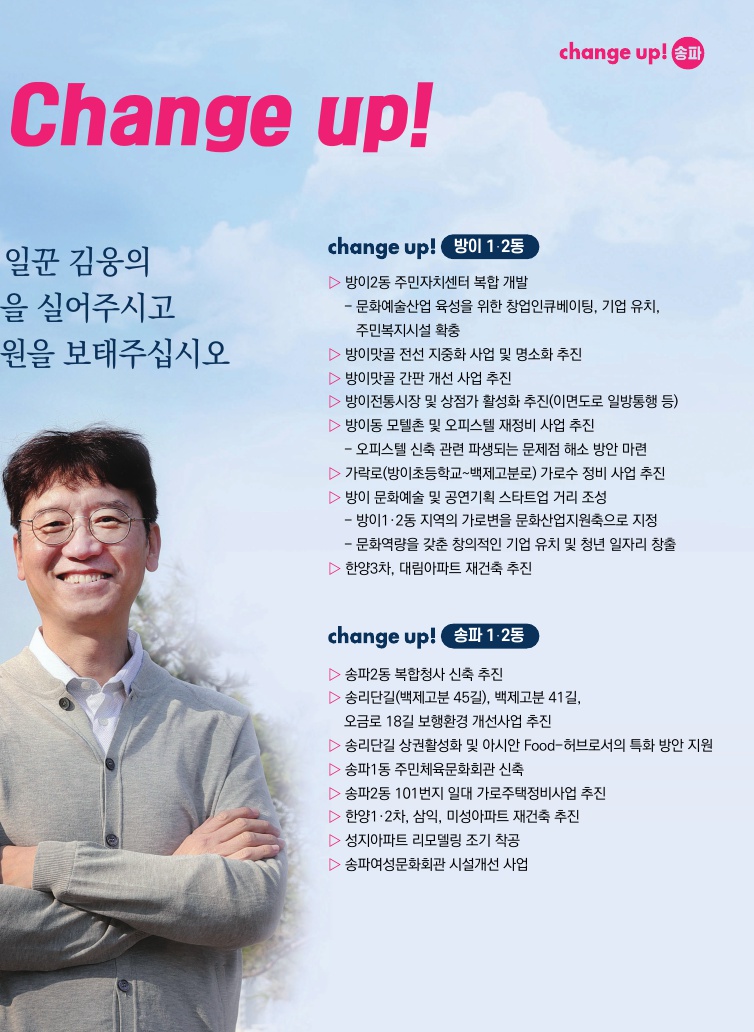 change up! 송파
Change up!
일꾼 김웅의
을 실어주시고
원을 보태주십시오
change up! 방이 1·2동
▷ 방이2동 주민자치센터 복합 개발
– 문화예술산업 육성을 위한 창업인큐베이팅, 기업 유치,
주민복지시설 확충
▷ 방이맛골 전선 지중화 사업 및 명소화 추진
▷ 방이맛골 간판 개선 사업 추진
▷ 방이전통시장 및 상점가 활성화 추진(이면도로 일방통행 등)
▷ 방이동 모텔촌 및 오피스텔 재정비 사업 추진
– 오피스텔 신축 관련 파생되는 문제점 해소 방안 마련
▷ 가락로(방이초등학교~백제고분로) 가로수 정비 사업 추진
▷ 방이 문화예술 및 공연기획 스타트업 거리 조성
– 방이1·2동 지역의 가로변을 문화산업지원축으로 지정
– 문화역량을 갖춘 창의적인 기업 유치 및 청년 일자리 창출
▷ 한양3차, 대림아파트 재건축 추진
change up! 송파 1·2동
▷ 송파2동 복합청사 신축 추진
▷ 송리단길(백제고분 45길), 백제고분 41길,
오금로 18길 보행환경 개선사업 추진
▷ 송리단길 상권활성화 및 아시안 Food–허브로서의 특화 방안 지원
▷ 송파1동 주민체육문화회관 신축
▷ 송파2동 101번지 일대 가로주택정비사업 추진
▷ 한양1·2차, 삼익, 미성아파트 재건축 추진
▷ 성지아파트 리모델링 조기 착공
▷ 송파여성문화회관 시설개선 사업